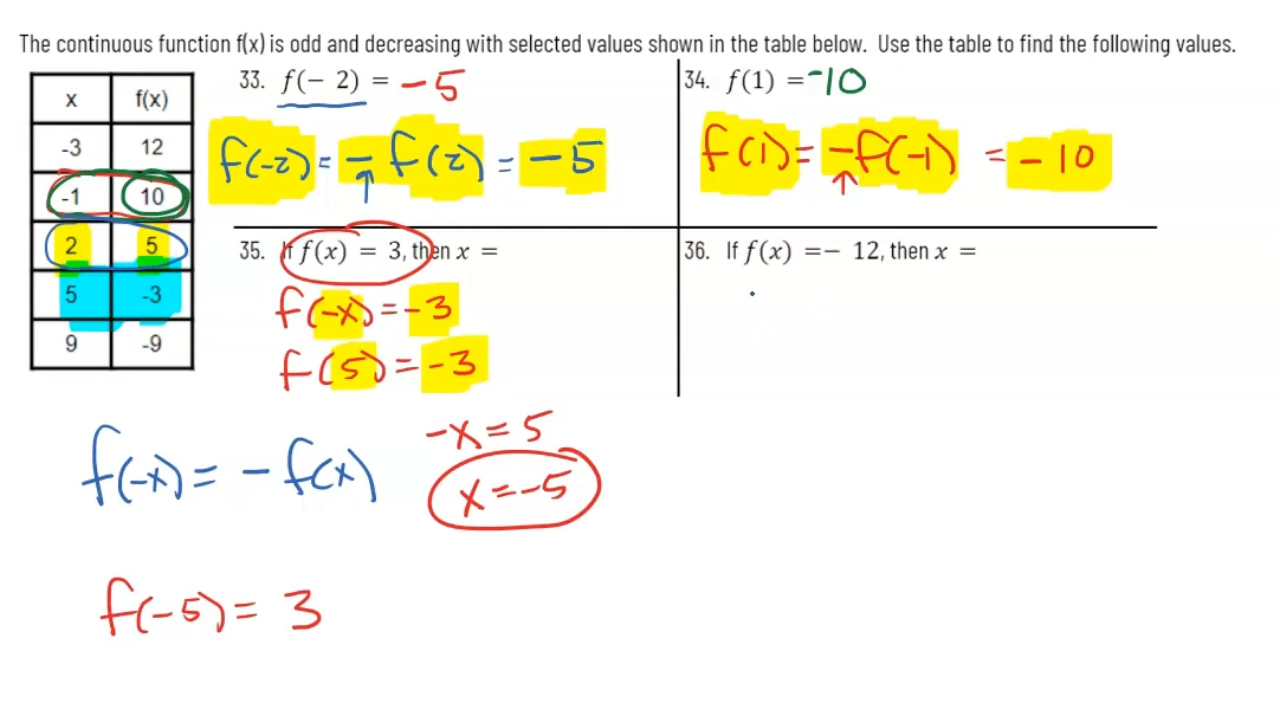 The continuous function f(x) is odd and decreasing with selected values shown in the table below. Use the table to find the following values.
x f(x)
-3 12
-1 10
2 5
5 -3
9 -9
33. f(− 2) = -5
f(-2) = - f(2) = -5
34. f(1) = -10
f(1) = -f(-1) = -10
35. If f(x) = 3, then x =
f(-x) = -3
f(5) = -3
-x = 5
x = -5
36. If f(x) =− 12, then x =
f(-x) = - f(x)
f(-5) = 3